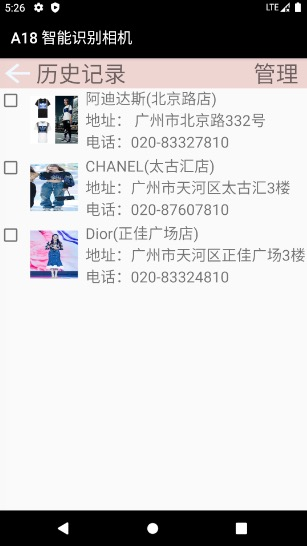 5:26 LTE
A18 智能识别相机
历史记录 管理
阿迪达斯(北京路店)
地址： 广州市北京路332号
电话：020-83327810
CHANEL(太古汇店)
地址：广州市天河区太古汇3楼
电话：020-87607810
Dior(正佳广场店)
地址：广州市天河区正佳广场3楼
电话：020-83324810